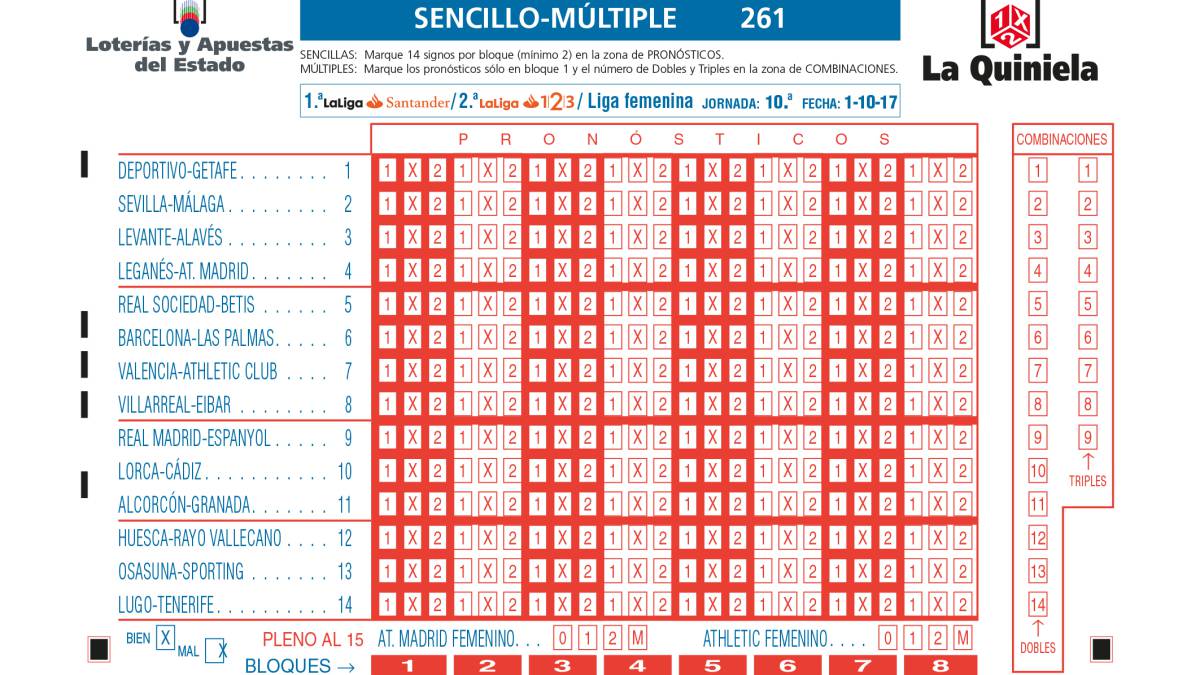 SENCILLO-MÚLTIPLE 261
Loterías y Apuestas
del Estado
SENCILLAS: Marque 14 signos por bloque (mínimo 2) en la zona de PRONÓSTICOS.
MÚLTIPLES: Marque los pronósticos sólo en bloque 1 y el número de Dobles y Triples en la zona de COMBINACIONES.
1X2
La Quiniela
1.ª LaLiga Santander / 2.ª LaLiga 1|2|3 / Liga femenina JORNADA: 10.ª FECHA: 1-10-17
PRONÓSTICOS
COMBINACIONES
DEPORTIVO-GETAFE. . . . . . . . 1 1 X 2 1 X 2 1 X 2 1 X 2 1 X 2 1 X 2 1 X 2 1 X 2 1 1
SEVILLA-MÁLAGA. . . . . . . . . 2 1 X 2 1 X 2 1 X 2 1 X 2 1 X 2 1 X 2 1 X 2 1 X 2 2 2
LEVANTE-ALAVÉS . . . . . . . . . 3 1 X 2 1 X 2 1 X 2 1 X 2 1 X 2 1 X 2 1 X 2 1 X 2 3 3
LEGANÉS-AT. MADRID. . . . . . . 4 1 X 2 1 X 2 1 X 2 1 X 2 1 X 2 1 X 2 1 X 2 1 X 2 4 4
REAL SOCIEDAD-BETIS . . . . . . 5 1 X 2 1 X 2 1 X 2 1 X 2 1 X 2 1 X 2 1 X 2 1 X 2 5 5
BARCELONA-LAS PALMAS. . . . . 6 1 X 2 1 X 2 1 X 2 1 X 2 1 X 2 1 X 2 1 X 2 1 X 2 6 6
VALENCIA-ATHLETIC CLUB . . . . 7 1 X 2 1 X 2 1 X 2 1 X 2 1 X 2 1 X 2 1 X 2 1 X 2 7 7
VILLARREAL-EIBAR . . . . . . . . 8 1 X 2 1 X 2 1 X 2 1 X 2 1 X 2 1 X 2 1 X 2 1 X 2 8 8
REAL MADRID-ESPANYOL . . . . . 9 1 X 2 1 X 2 1 X 2 1 X 2 1 X 2 1 X 2 1 X 2 1 X 2 9 9
LORCA-CÁDIZ. . . . . . . . . . . 10 1 X 2 1 X 2 1 X 2 1 X 2 1 X 2 1 X 2 1 X 2 1 X 2 10 ↑
TRIPLES
ALCORCÓN-GRANADA. . . . . . . 11 1 X 2 1 X 2 1 X 2 1 X 2 1 X 2 1 X 2 1 X 2 1 X 2 11
HUESCA-RAYO VALLECANO . . . . 12 1 X 2 1 X 2 1 X 2 1 X 2 1 X 2 1 X 2 1 X 2 1 X 2 12
OSASUNA-SPORTING . . . . . . . 13 1 X 2 1 X 2 1 X 2 1 X 2 1 X 2 1 X 2 1 X 2 1 X 2 13
LUGO-TENERIFE. . . . . . . . . . 14 1 X 2 1 X 2 1 X 2 1 X 2 1 X 2 1 X 2 1 X 2 1 X 2 14
↑
DOBLES
BIEN X MAL X PLENO AL 15 AT. MADRID FEMENINO. . . 0 1 2 M ATHLETIC FEMENINO. . . . 0 1 2 M
BLOQUES → 1 2 3 4 5 6 7 8